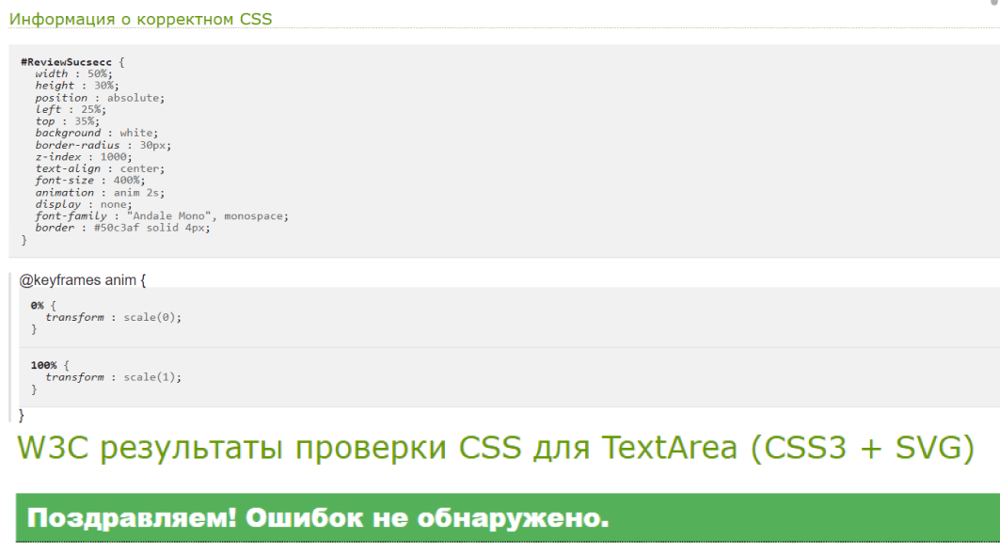 Информация о корректном CSS
#ReviewSucsecc {
width : 50%;
height : 30%;
position : absolute;
left : 25%;
top : 35%;
background : white;
border-radius : 30px;
z-index : 1000;
text-align : center;
font-size : 400%;
animation : anim 2s;
display : none;
font-family : "Andale Mono", monospace;
border : #50c3af solid 4px;
}
@keyframes anim {
0% {
transform : scale(0);
}
100% {
transform : scale(1);
}
}
W3C результаты проверки CSS для TextArea (CSS3 + SVG)
Поздравляем! Ошибок не обнаружено.